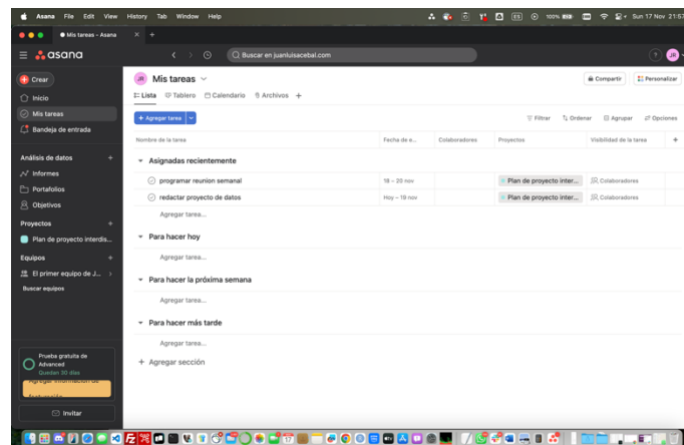 Asana File Edit View History Tab Window Help 100% Sun 17 Nov 21:57
Mis tareas - Asana
asana Buscar en juanluisacebal.com
Crear
Inicio
Mis tareas
Bandeja de entrada
Análisis de datos
Informes
Portafolios
Objetivos
Proyectos
Plan de proyecto interdis...
Equipos
El primer equipo de J...
Buscar equipos
Prueba gratuita de
Advanced
Quedan 30 días
Invitar
JR Mis tareas Compartir Personalizar
Lista Tablero Calendario Archivos +
+ Agregar tarea Filtrar Ordenar Agrupar Opciones
Nombre de la tarea Fecha de e... Colaboradores Proyectos Visibilidad de la tarea +
Asignadas recientemente
programar reunion semanal 18 – 20 nov Plan de proyecto inter... Colaboradores
redactar proyecto de datos Hoy – 19 nov Plan de proyecto inter... Colaboradores
Agregar tarea...
Para hacer hoy
Agregar tarea...
Para hacer la próxima semana
Agregar tarea...
Para hacer más tarde
Agregar tarea...
+ Agregar sección